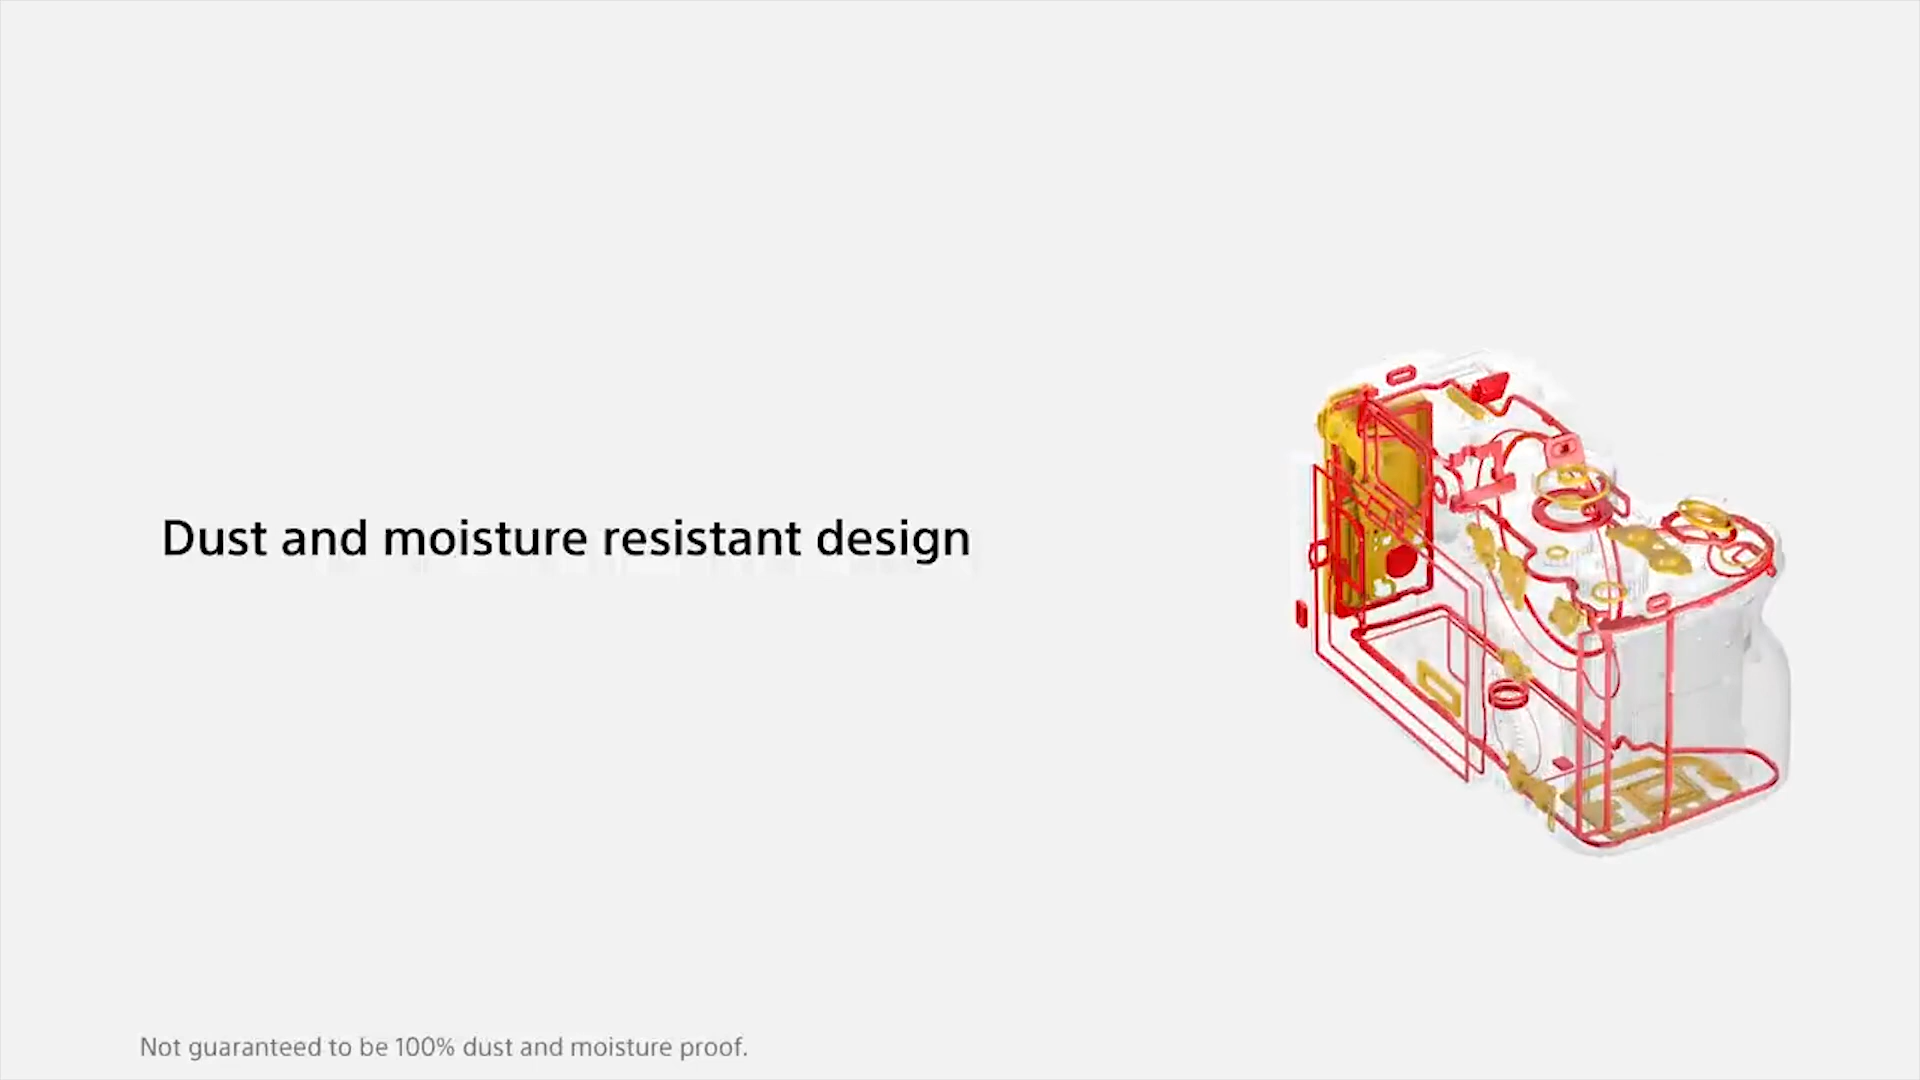 Dust and moisture resistant design
Not guaranteed to be 100% dust and moisture proof.